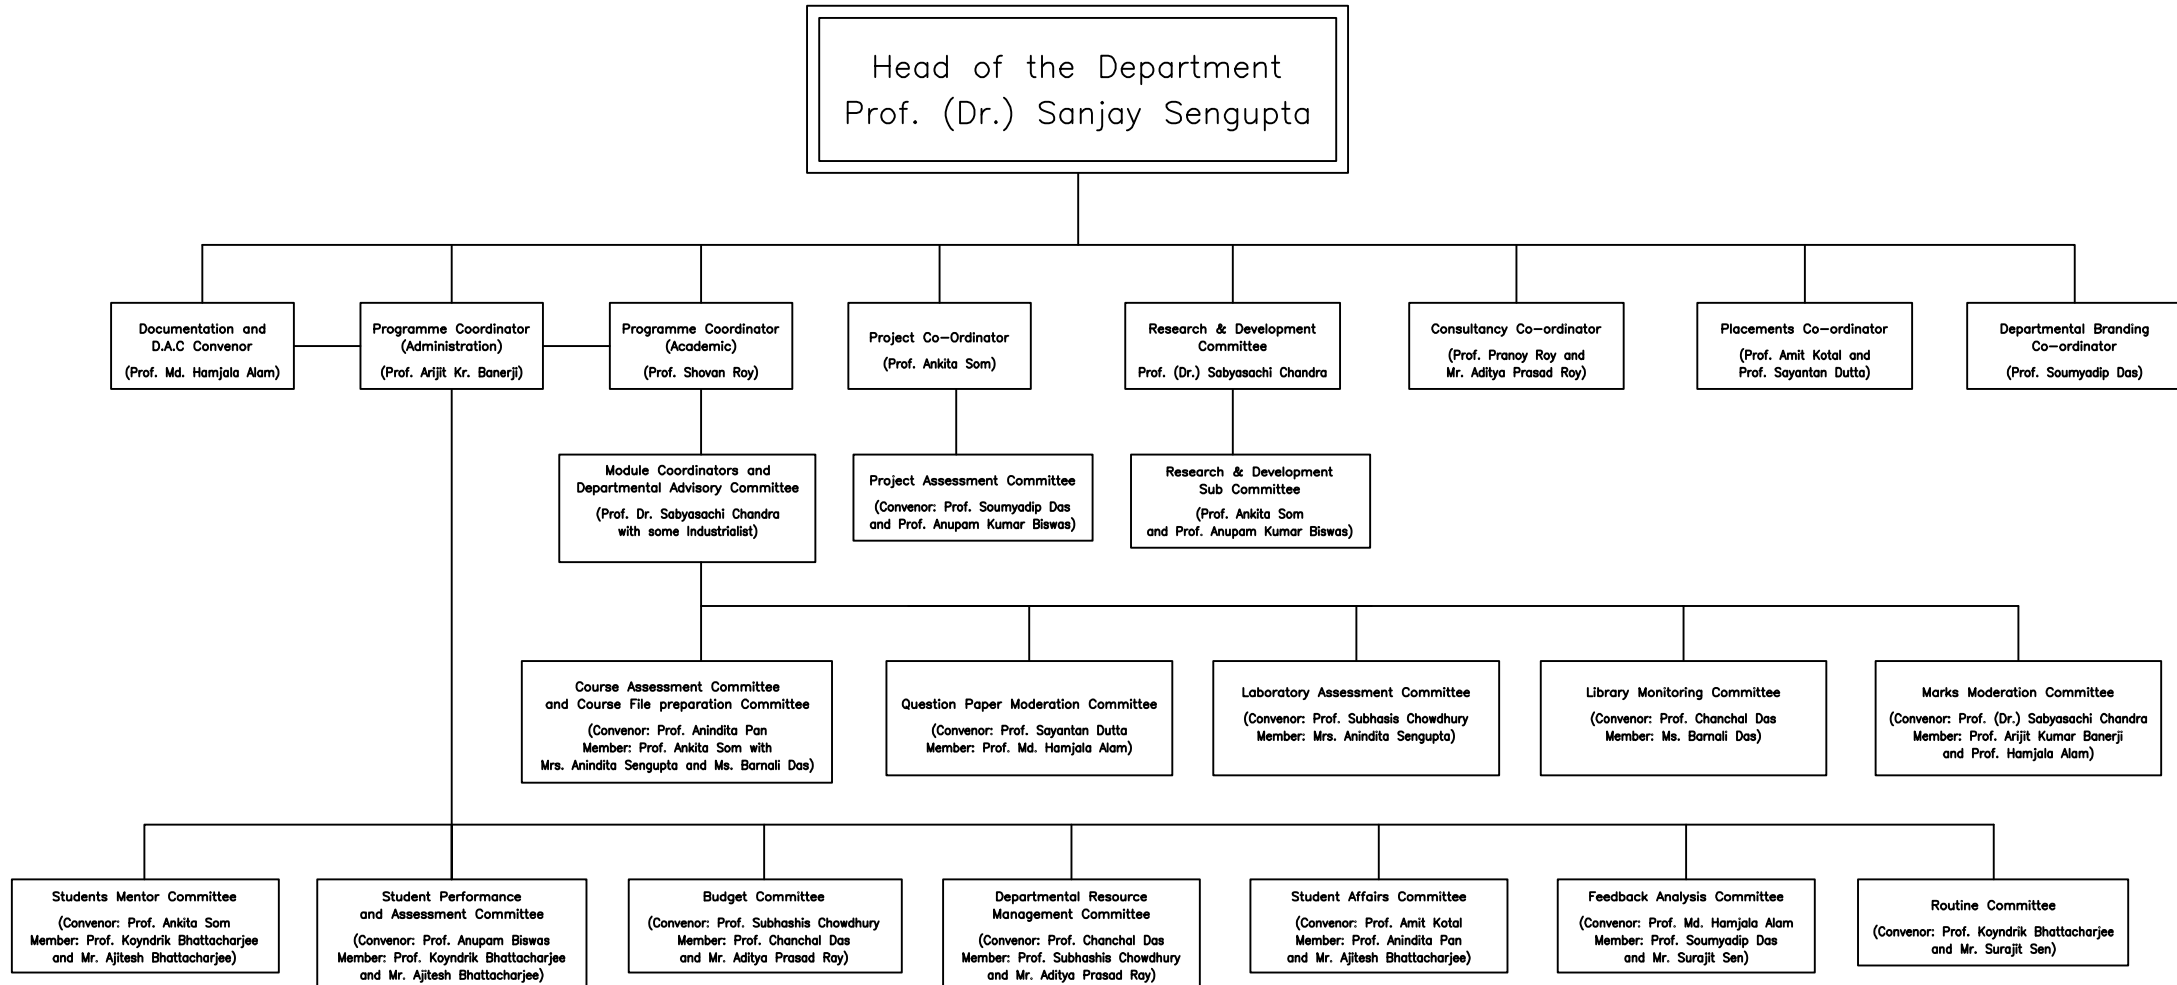 Head of the Department
Prof. (Dr.) Sanjay Sengupta
Documentation and
D.A.C Convenor
(Prof. Md. Hamjala Alam)
Programme Coordinator
(Administration)
(Prof. Arijit Kr. Banerji)
Programme Coordinator
(Academic)
(Prof. Shovan Roy)
Project Co-Ordinator
(Prof. Ankita Som)
Research & Development
Committee
Prof. (Dr.) Sabyasachi Chandra
Consultancy Co-ordinator
(Prof. Pranoy Roy and
Mr. Aditya Prasad Roy)
Placements Co-ordinator
(Prof. Amit Kotal and
Prof. Sayantan Dutta)
Departmental Branding
Co-ordinator
(Prof. Soumyadip Das)
Module Coordinators and
Departmental Advisory Committee
(Prof. Dr. Sabyasachi Chandra
with some Industrialist)
Project Assessment Committee
(Convenor: Prof. Soumyadip Das
and Prof. Anupam Kumar Biswas)
Research & Development
Sub Committee
(Prof. Ankita Som
and Prof. Anupam Kumar Biswas)
Course Assessment Committee
and Course File preparation Committee
(Convenor: Prof. Anindita Pan
Member: Prof. Ankita Som with
Mrs. Anindita Sengupta and Ms. Barnali Das)
Question Paper Moderation Committee
(Convenor: Prof. Sayantan Dutta
Member: Prof. Md. Hamjala Alam)
Laboratory Assessment Committee
(Convenor: Prof. Subhasis Chowdhury
Member: Mrs. Anindita Sengupta)
Library Monitoring Committee
(Convenor: Prof. Chanchal Das
Member: Ms. Barnali Das)
Marks Moderation Committee
(Convenor: Prof. (Dr.) Sabyasachi Chandra
Member: Prof. Arijit Kumar Banerji
and Prof. Hamjala Alam)
Students Mentor Committee
(Convenor: Prof. Ankita Som
Member: Prof. Koyndrik Bhattacharjee
and Mr. Ajitesh Bhattacharjee)
Student Performance
and Assessment Committee
(Convenor: Prof. Anupam Biswas
Member: Prof. Koyndrik Bhattacharjee
and Mr. Ajitesh Bhattacharjee)
Budget Committee
(Convenor: Prof. Subhashis Chowdhury
Member: Prof. Chanchal Das
and Mr. Aditya Prasad Ray)
Departmental Resource
Management Committee
(Convenor: Prof. Chanchal Das
Member: Prof. Subhashis Chowdhury
and Mr. Aditya Prasad Ray)
Student Affairs Committee
(Convenor: Prof. Amit Kotal
Member: Prof. Anindita Pan
and Mr. Ajitesh Bhattacharjee)
Feedback Analysis Committee
(Convenor: Prof. Md. Hamjala Alam
Member: Prof. Soumyadip Das
and Mr. Surajit Sen)
Routine Committee
(Convenor: Prof. Koyndrik Bhattacharjee
and Mr. Surajit Sen)